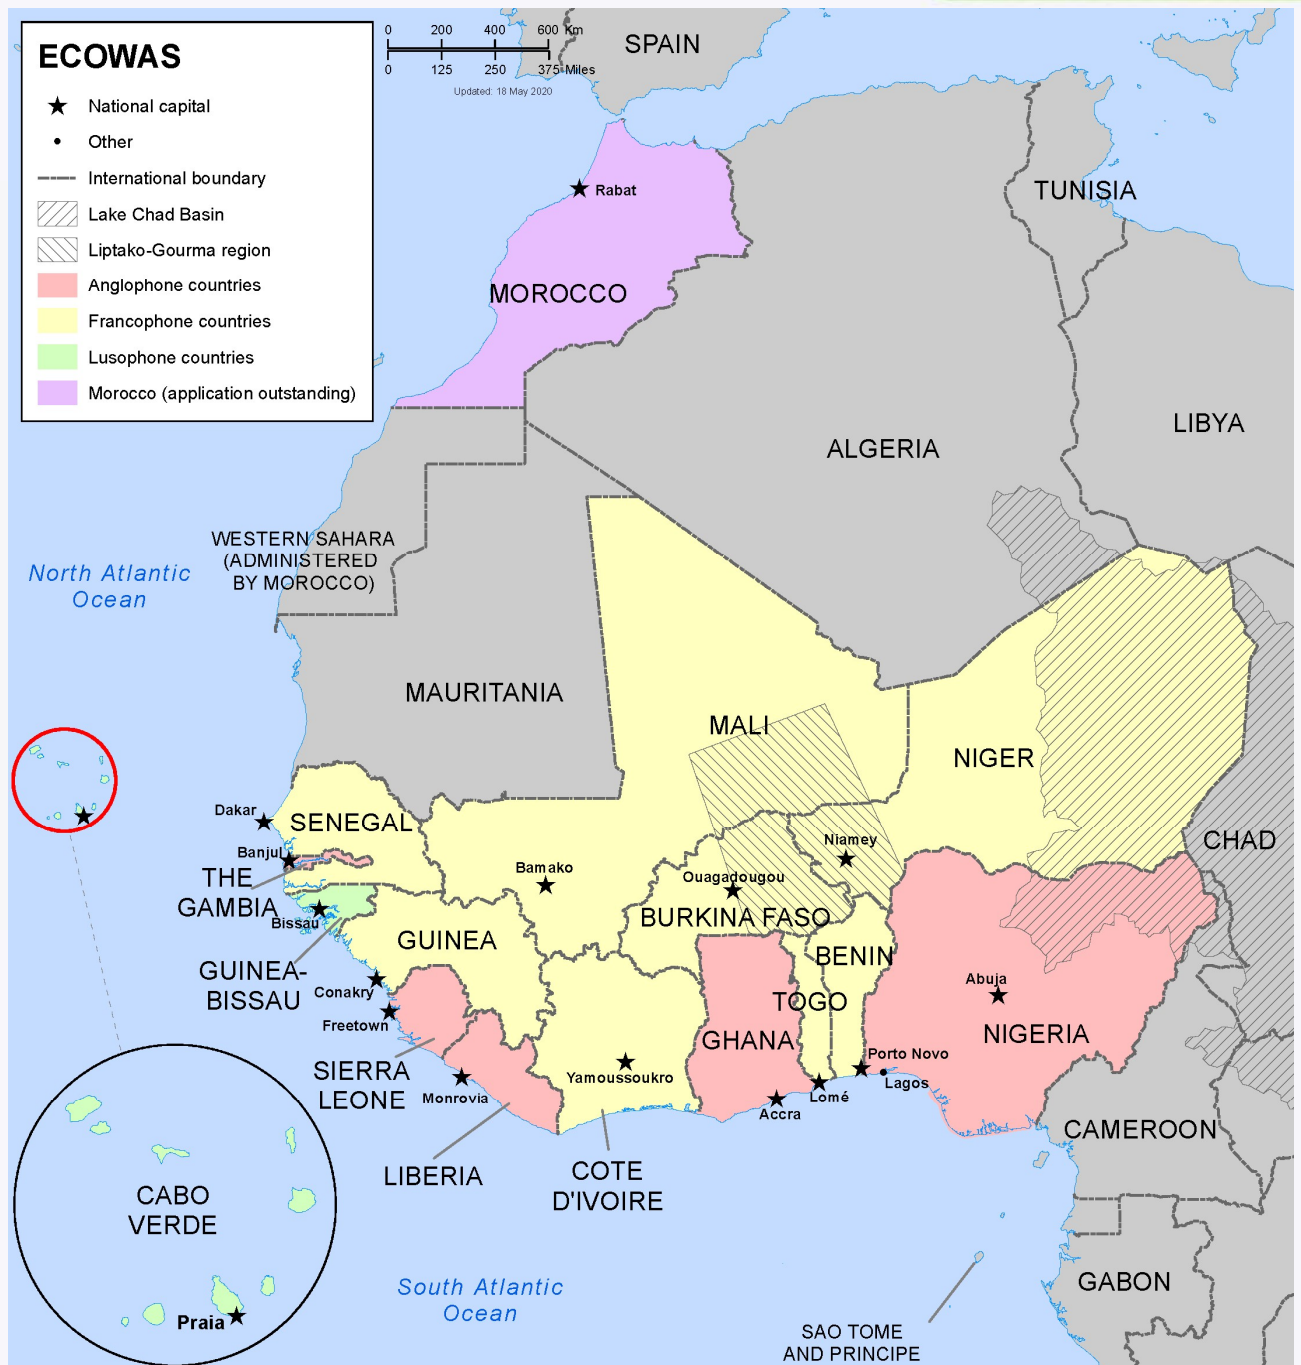 ECOWAS
National capital
Other
International boundary
Lake Chad Basin
Liptako-Gourma region
Anglophone countries
Francophone countries
Lusophone countries
Morocco (application outstanding)
0 200 400 600 Km
0 125 250 375 Miles
Updated: 18 May 2020
SPAIN
Rabat
TUNISIA
MOROCCO
LIBYA
ALGERIA
WESTERN SAHARA
(ADMINISTERED
BY MOROCCO)
North Atlantic
Ocean
MAURITANIA
MALI
NIGER
Dakar
SENEGAL
Niamey
CHAD
Banjul
Bamako
Ouagadougou
THE
GAMBIA
Bissau
BURKINA FASO
GUINEA
BENIN
GUINEA-
BISSAU
Conakry
Abuja
TOGO
Freetown
GHANA
NIGERIA
Porto Novo
SIERRA
LEONE
Yamoussoukro
Lagos
Monrovia
Lomé
Accra
CAMEROON
LIBERIA
COTE
D'IVOIRE
CABO
VERDE
GABON
South Atlantic
Ocean
Praia
SAO TOME
AND PRINCIPE